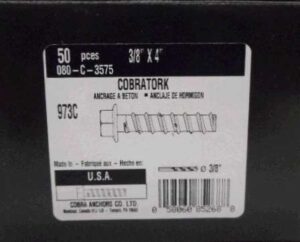 50 pces 3/8" X 4"
080-C-3575
COBRATORK
ANCRAGE A BETON * ANCLAJE DE HORMIGON
973C
Made In - Fabriqué aux - Hecho en:
U.S.A.
Ø 3/8"
COBRA ANCHORS CO. LTD.